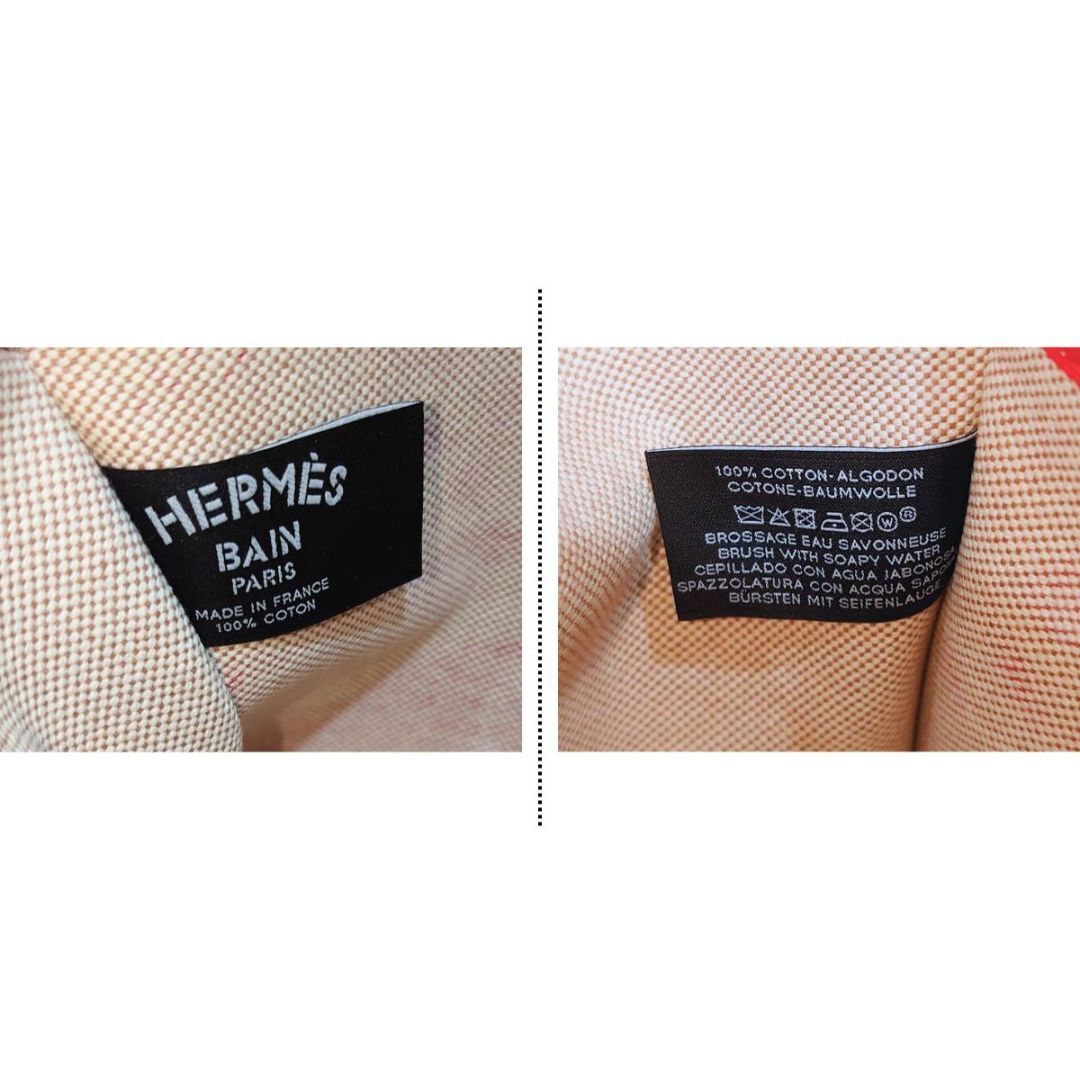 HERMÈS
BAIN
PARIS
MADE IN FRANCE
100% COTON
100% COTTON-ALGODON
COTONE-BAUMWOLLE
W ®
BROSSAGE EAU SAVONNEUSE
BRUSH WITH SOAPY WATER
CEPILLADO CON AGUA JABONOSA
SPAZZOLATURA CON ACQUA SAPON
BÜRSTEN MIT SEIFENLAUGE